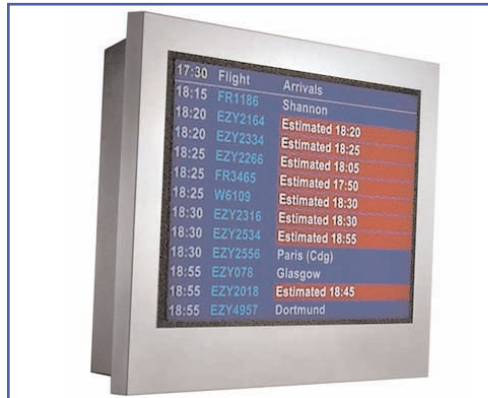 17:30 Flight Arrivals
18:15 FR1186 Shannon
18:20 EZY2164 Estimated 18:20
18:20 EZY2334 Estimated 18:25
18:25 EZY2266 Estimated 18:05
18:25 FR3465 Estimated 17:50
18:25 W6109 Estimated 18:30
18:30 EZY2316 Estimated 18:30
18:30 EZY2534 Estimated 18:55
18:30 EZY2556 Paris (Cdg)
18:55 EZY078 Glasgow
18:55 EZY2018 Estimated 18:45
18:55 EZY4957 Dortmund